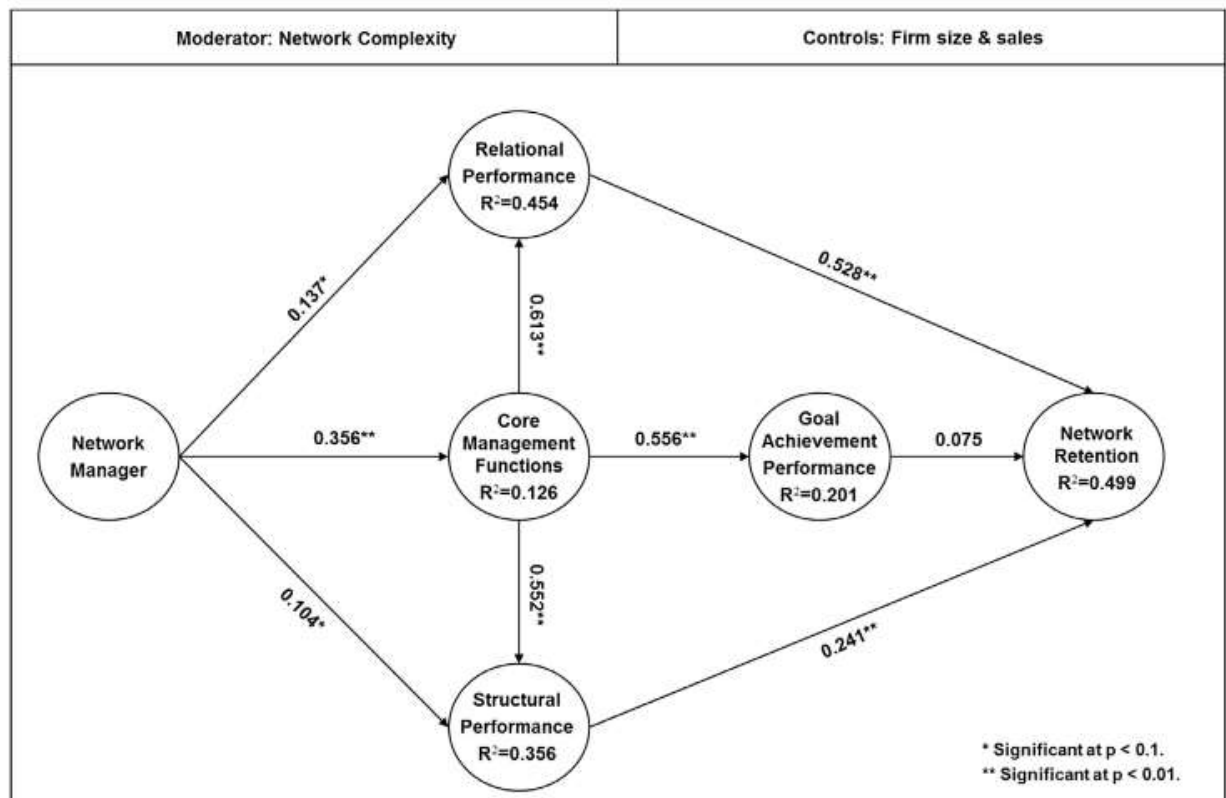 Moderator: Network Complexity
Controls: Firm size & sales
Relational
Performance
R²=0.454
0.137*
0.528**
0.613**
Network
Manager
0.356**
Core
Management
Functions
R²=0.126
0.556**
Goal
Achievement
Performance
R²=0.201
0.075
Network
Retention
R²=0.499
0.104*
0.552**
0.241**
Structural
Performance
R²=0.356
* Significant at p < 0.1.
** Significant at p < 0.01.